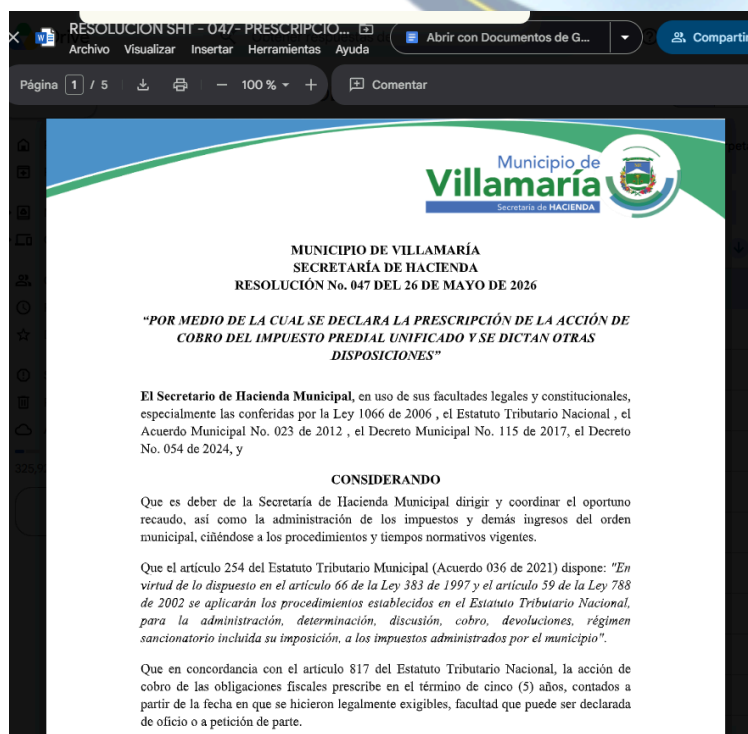 RESOLUCION SHT - 047- PRESCRIPCIO...
Archivo Visualizar Insertar Herramientas Ayuda
Abrir con Documentos de G...
Compartir
Página 1 / 5
100 %
Comentar
Municipio de
Villamaría
Secretaría de HACIENDA
MUNICIPIO DE VILLAMARÍA
SECRETARÍA DE HACIENDA
RESOLUCIÓN No. 047 DEL 26 DE MAYO DE 2026
“POR MEDIO DE LA CUAL SE DECLARA LA PRESCRIPCIÓN DE LA ACCIÓN DE
COBRO DEL IMPUESTO PREDIAL UNIFICADO Y SE DICTAN OTRAS
DISPOSICIONES”
El Secretario de Hacienda Municipal, en uso de sus facultades legales y constitucionales,
especialmente las conferidas por la Ley 1066 de 2006 , el Estatuto Tributario Nacional , el
Acuerdo Municipal No. 023 de 2012 , el Decreto Municipal No. 115 de 2017, el Decreto
No. 054 de 2024, y
CONSIDERANDO
Que es deber de la Secretaría de Hacienda Municipal dirigir y coordinar el oportuno
recaudo, así como la administración de los impuestos y demás ingresos del orden
municipal, ciñéndose a los procedimientos y tiempos normativos vigentes.
Que el artículo 254 del Estatuto Tributario Municipal (Acuerdo 036 de 2021) dispone: "En
virtud de lo dispuesto en el artículo 66 de la Ley 383 de 1997 y el artículo 59 de la Ley 788
de 2002 se aplicarán los procedimientos establecidos en el Estatuto Tributario Nacional,
para la administración, determinación, discusión, cobro, devoluciones, régimen
sancionatorio incluida su imposición, a los impuestos administrados por el municipio".
Que en concordancia con el artículo 817 del Estatuto Tributario Nacional, la acción de
cobro de las obligaciones fiscales prescribe en el término de cinco (5) años, contados a
partir de la fecha en que se hicieron legalmente exigibles, facultad que puede ser declarada
de oficio o a petición de parte.